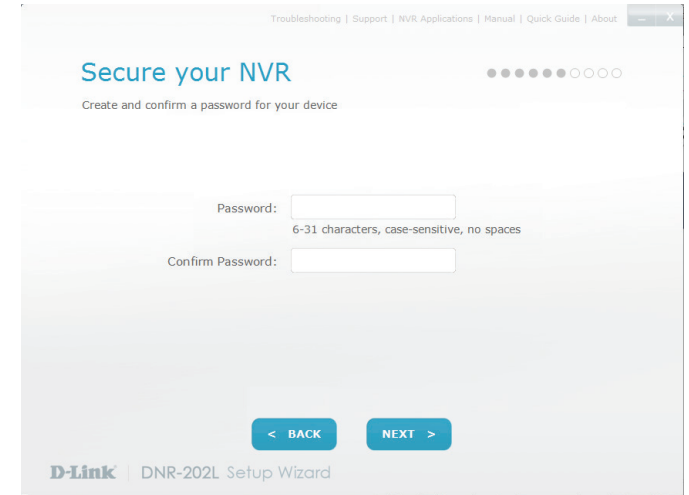 Troubleshooting | Support | NVR Applications | Manual | Quick Guide | About
Secure your NVR
Create and confirm a password for your device
Password:
6-31 characters, case-sensitive, no spaces
Confirm Password:
< BACK NEXT >
D-Link DNR-202L Setup Wizard